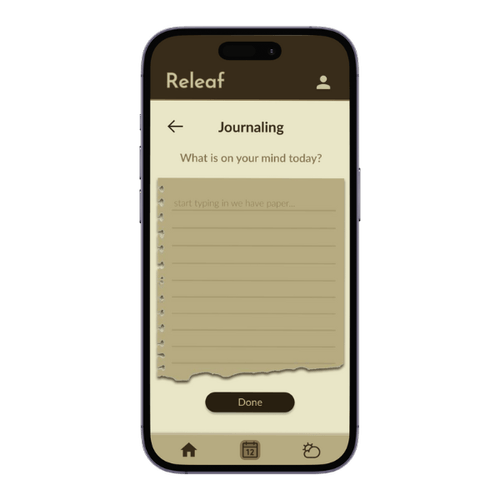 Releaf
Journaling
What is on your mind today?
start typing in we have paper...
Done
12